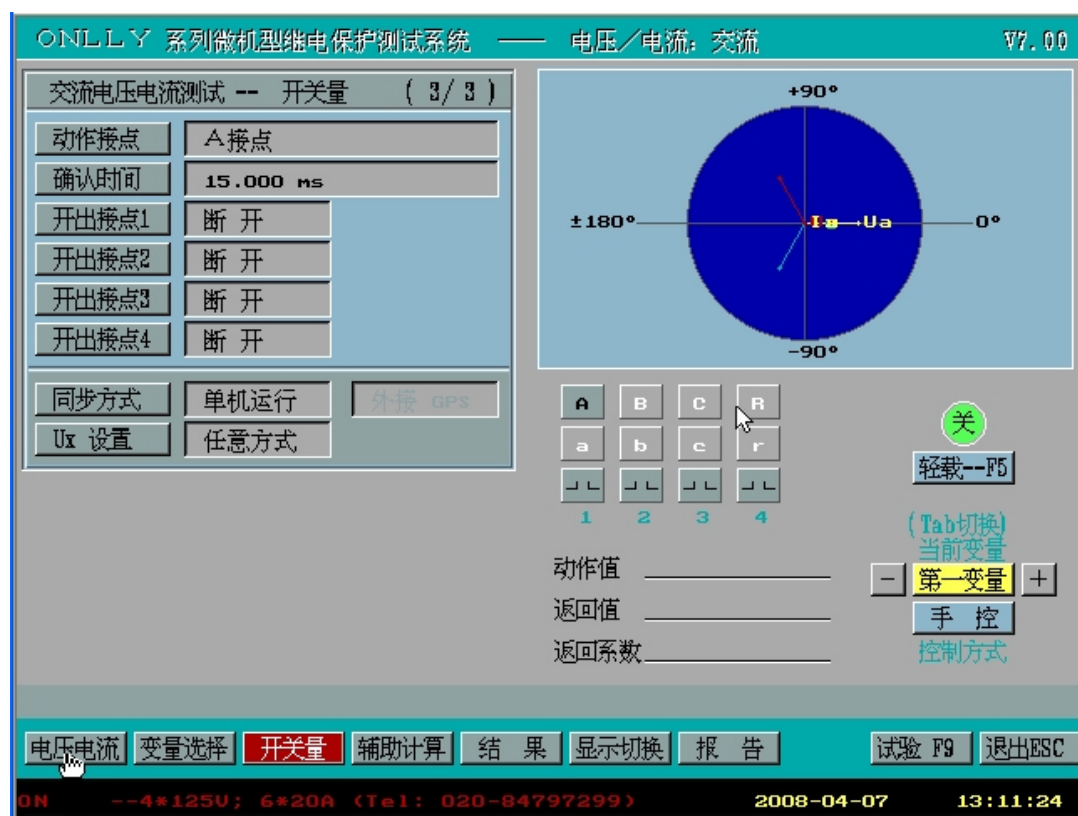 ONLLY 系列微机型继电保护测试系统 —— 电压/电流: 交流 V7.00
交流电压电流测试 -- 开关量 ( 3/ 3 )
动作接点 A接点
确认时间 15.000 ms
开出接点1 断 开
开出接点2 断 开
开出接点3 断 开
开出接点4 断 开
同步方式 单机运行 外接 GPS
Ux 设置 任意方式
+90°
±180° Ua 0°
-90°
A B C R
a b c r
1 2 3 4
关
轻载--F5
(Tab切换)
当前变量
- 第一变量 +
手 控
控制方式
动作值
返回值
返回系数
电压电流 变量选择 开关量 辅助计算 结 果 显示切换 报 告 试验 F9 退出ESC
ON --4*125V; 6*20A (Tel: 020-84797299) 2008-04-07 13:11:24